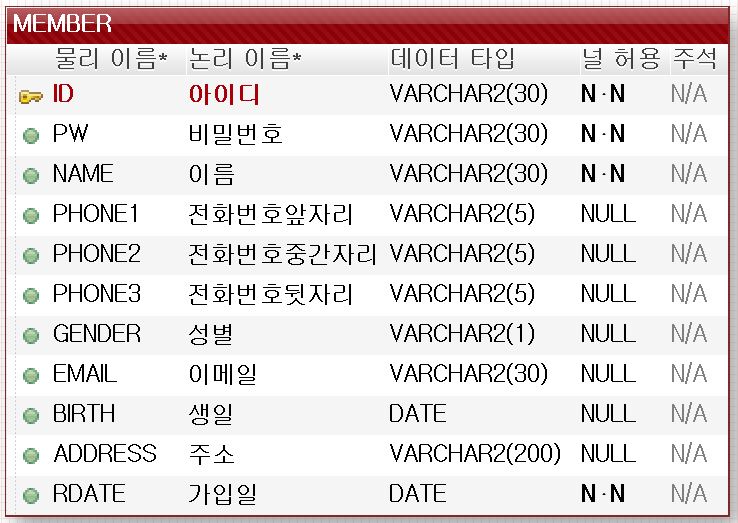 MEMBER
물리 이름* 논리 이름* 데이터 타입 널 허용 주석
ID 아이디 VARCHAR2(30) N·N N/A
PW 비밀번호 VARCHAR2(30) N·N N/A
NAME 이름 VARCHAR2(30) N·N N/A
PHONE1 전화번호앞자리 VARCHAR2(5) NULL N/A
PHONE2 전화번호중간자리 VARCHAR2(5) NULL N/A
PHONE3 전화번호뒷자리 VARCHAR2(5) NULL N/A
GENDER 성별 VARCHAR2(1) NULL N/A
EMAIL 이메일 VARCHAR2(30) NULL N/A
BIRTH 생일 DATE NULL N/A
ADDRESS 주소 VARCHAR2(200) NULL N/A
RDATE 가입일 DATE N·N N/A